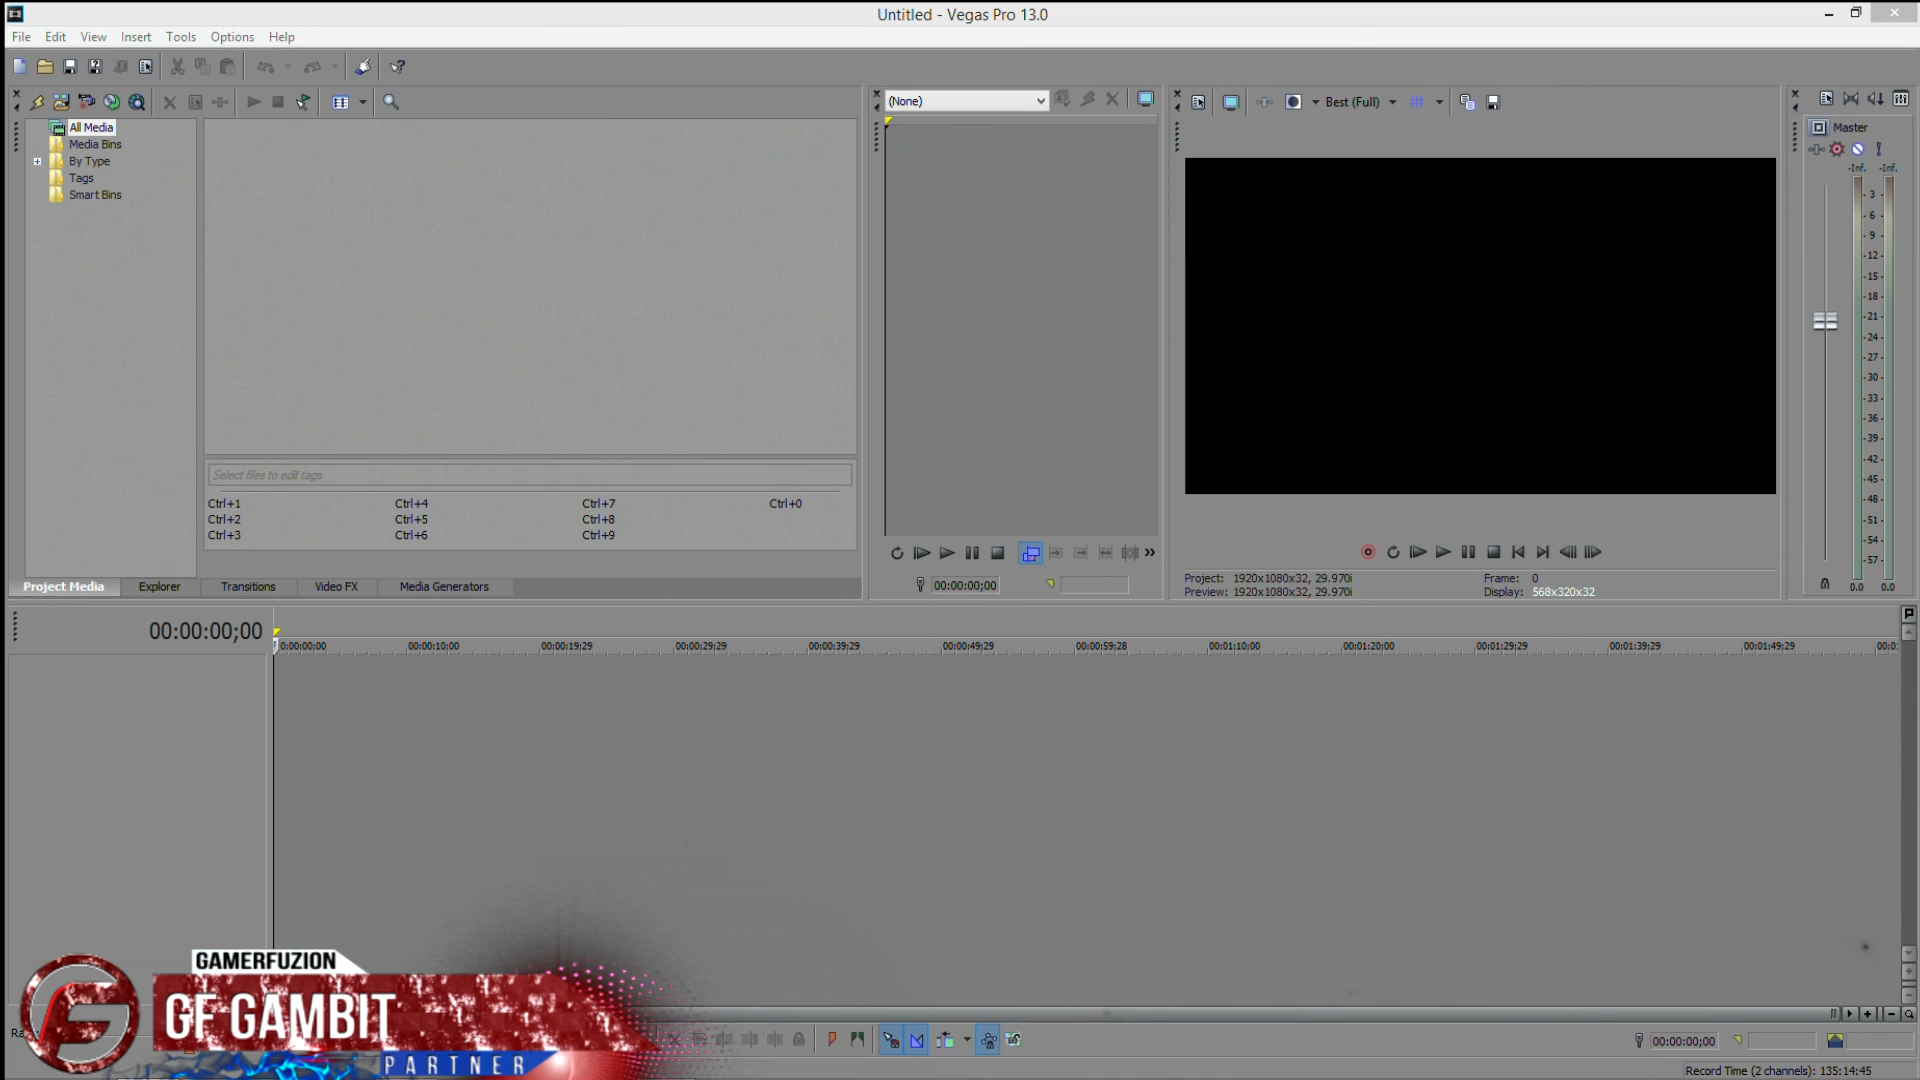 Untitled - Vegas Pro 13.0
File Edit View Insert Tools Options Help
All Media
Media Bins
By Type
Tags
Smart Bins
Select files to edit tags
Ctrl+1 Ctrl+4 Ctrl+7 Ctrl+0
Ctrl+2 Ctrl+5 Ctrl+8
Ctrl+3 Ctrl+6 Ctrl+9
Project Media Explorer Transitions Video FX Media Generators
(None)
00:00:00;00
Best (Full)
Project: 1920x1080x32, 29.970i Frame: 0
Preview: 1920x1080x32, 29.970i Display: 568x320x32
Master
-Inf. -Inf.
- 3 -
- 6 -
- 9 -
-12-
-15-
-18-
-21-
-24-
-27-
-30-
-33-
-36-
-39-
-42-
-45-
-48-
-51-
-54-
-57-
0.0 0.0
00:00:00;00
0:00:00:00 00:00:10;00 00:00:19;29 00:00:29;29 00:00:39;29 00:00:49;29 00:00:59;28 00:01:10;00 00:01:20;00 00:01:29;29 00:01:39;29 00:01:49;29 00:0
GAMERFUZION
GF GAMBIT
PARTNER
00:00:00;00
Record Time (2 channels): 135:14:45